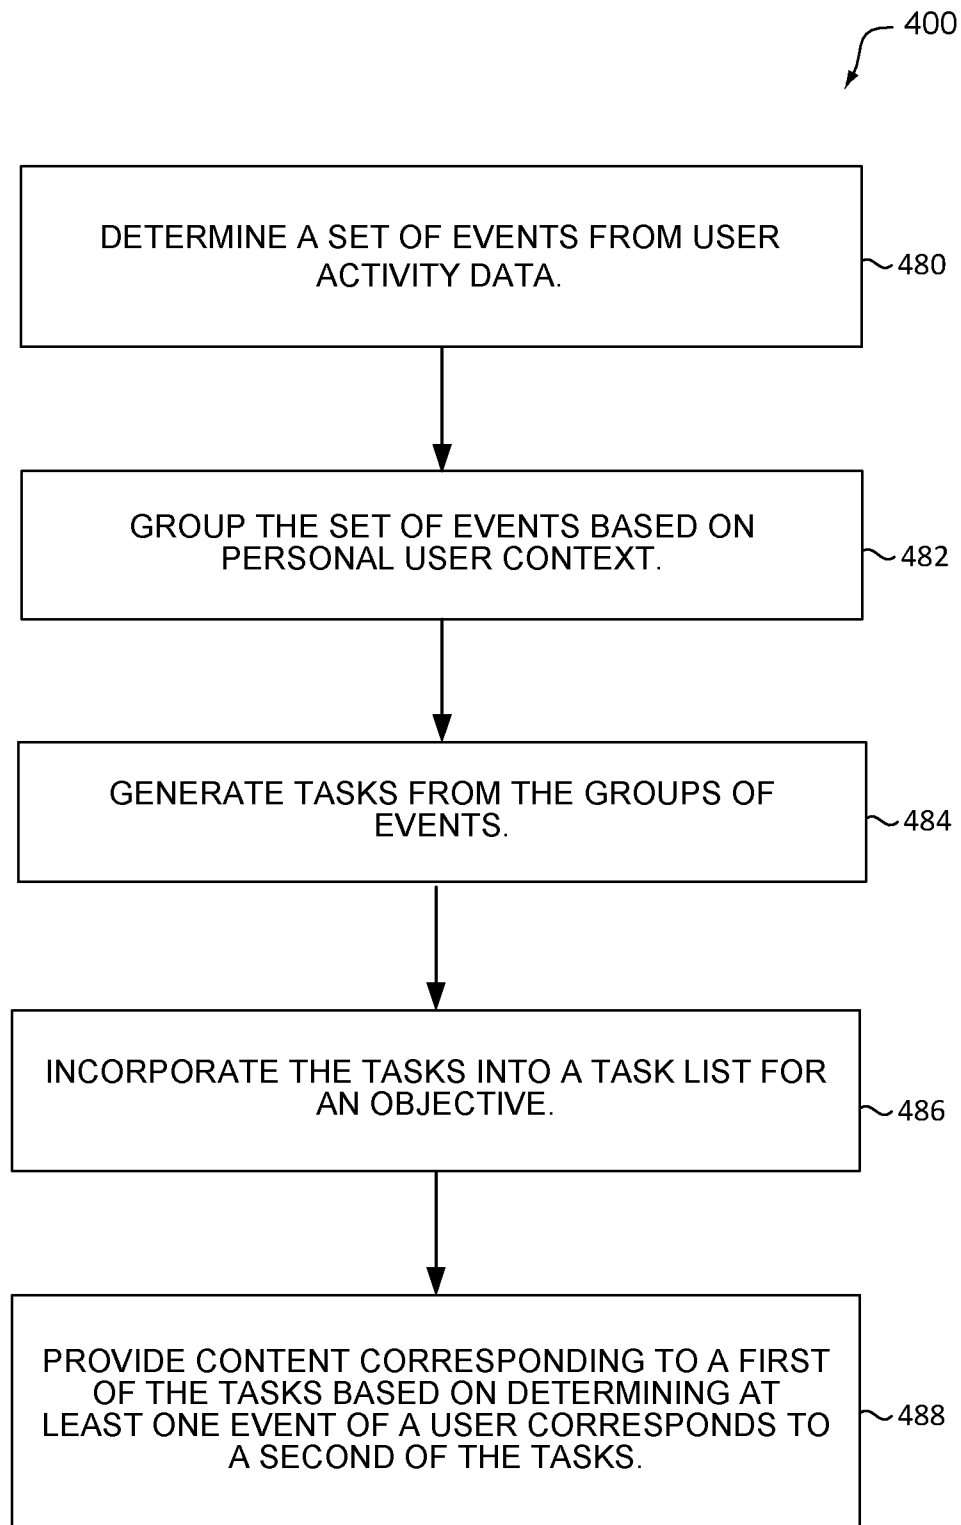 400
DETERMINE A SET OF EVENTS FROM USER
ACTIVITY DATA.
480
GROUP THE SET OF EVENTS BASED ON
PERSONAL USER CONTEXT.
482
GENERATE TASKS FROM THE GROUPS OF
EVENTS.
484
INCORPORATE THE TASKS INTO A TASK LIST FOR
AN OBJECTIVE.
486
PROVIDE CONTENT CORRESPONDING TO A FIRST
OF THE TASKS BASED ON DETERMINING AT
LEAST ONE EVENT OF A USER CORRESPONDS TO
A SECOND OF THE TASKS.
488